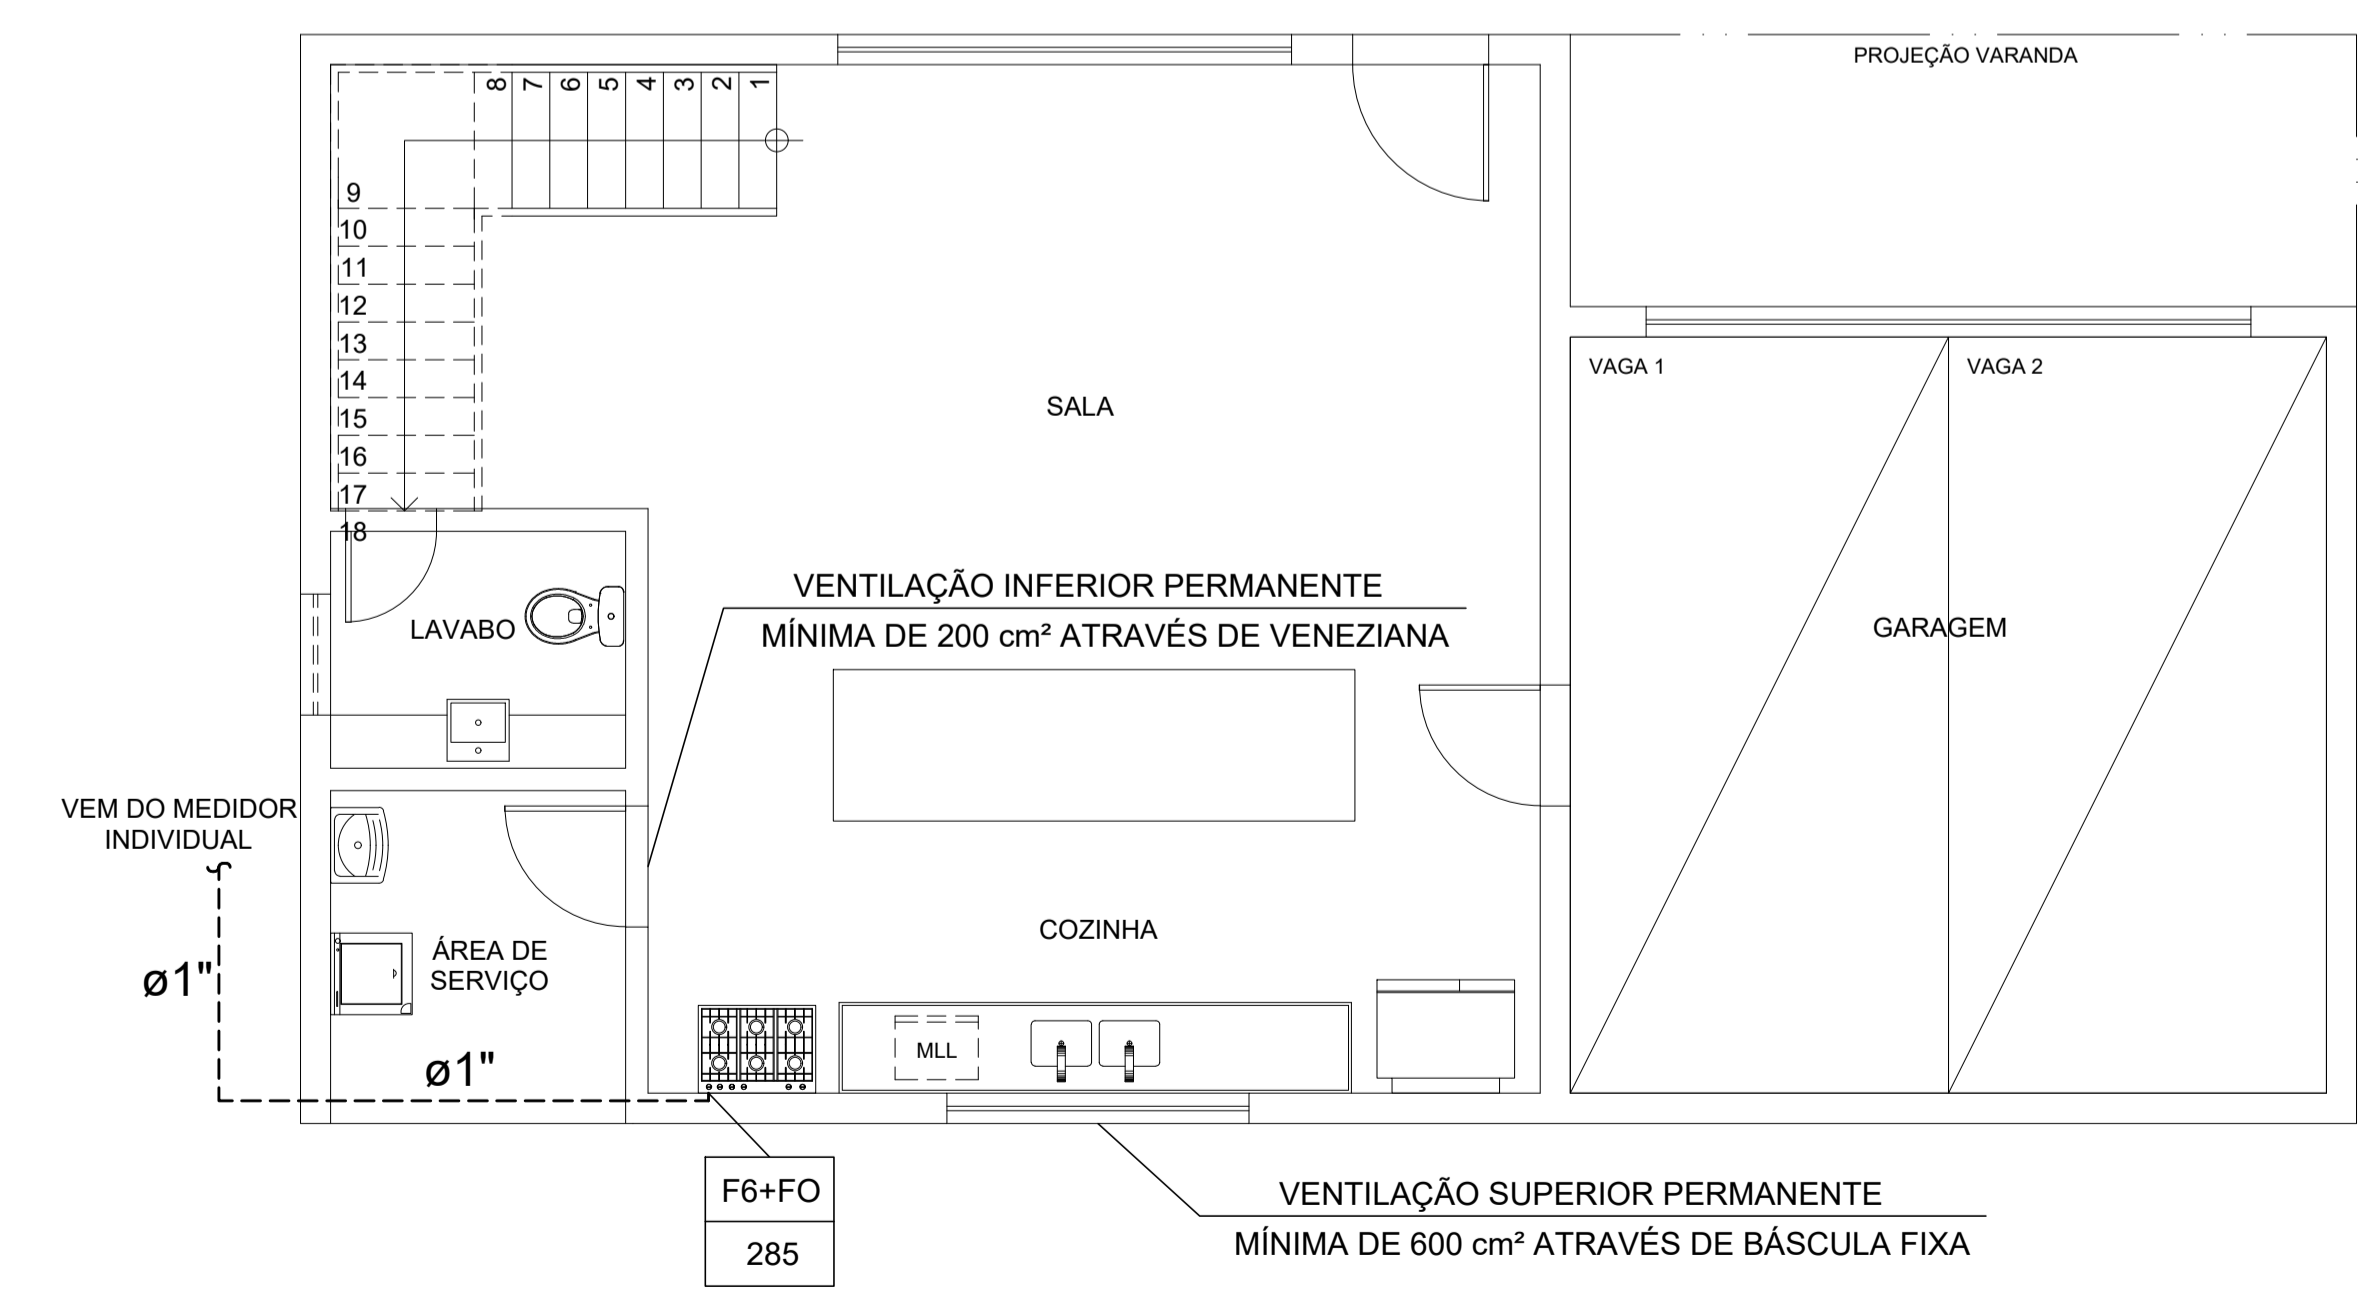 PROJEÇÃO VARANDA
8
7
6
5
4
3
2
1
9
10
11
12
13
14
15
16
17
18
VAGA 1
VAGA 2
SALA
VENTILAÇÃO INFERIOR PERMANENTE
MÍNIMA DE 200 cm² ATRAVÉS DE VENEZIANA
LAVABO
GARAGEM
VEM DO MEDIDOR
INDIVIDUAL
COZINHA
ÁREA DE
SERVIÇO
ø1"
MLL
ø1"
F6+FO
285
VENTILAÇÃO SUPERIOR PERMANENTE
MÍNIMA DE 600 cm² ATRAVÉS DE BÁSCULA FIXA